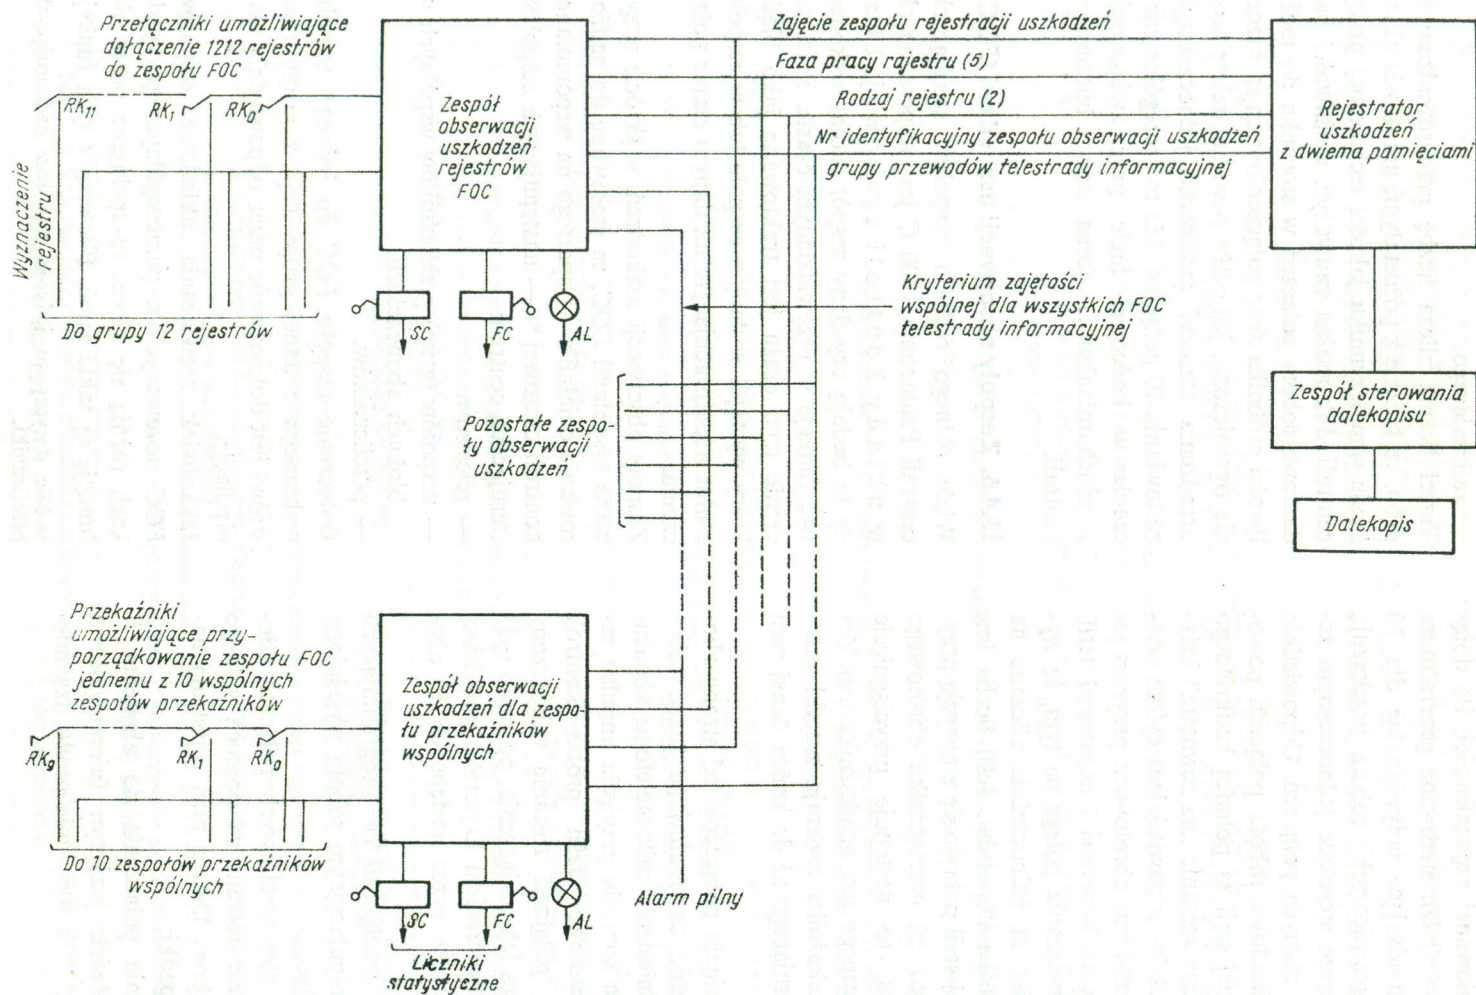 Przełączniki umożliwiające
dołączenie 1212 rejestrów
do zespołu FOC
RK11
RK1
RK0
Wyznaczenie
rejestru
Do grupy 12 rejestrów
Zespół
obserwacji
uszkodzeń
rejestrów
FOC
SC
FC
AL
Zajęcie zespołu rejestracji uszkodzeń
Faza pracy rajestru (5)
Rodzaj rejestru (2)
Nr identyfikacyjny zespołu obserwacji uszkodzeń
grupy przewodów telestrady informacyjnej
Rejestrator
uszkodzeń
z dwiema pamięciami
Kryterium zajętości
wspólnej dla wszystkich FOC
telestrady informacyjnej
Pozostałe zespo-
ły obserwacji
uszkodzeń
Zespół sterowania
dalekopisu
Dalekopis
Przekaźniki
umożliwiające przy-
porządkowanie zespołu FOC
jednemu z 10 wspólnych
zespołów przekaźników
RK9
RK1
RK0
Do 10 zespołów przekaźników
wspólnych
Zespół obserwacji
uszkodzeń dla zespo-
łu przekaźników
wspólnych
SC
FC
AL
Liczniki
statystyczne
Alarm pilny